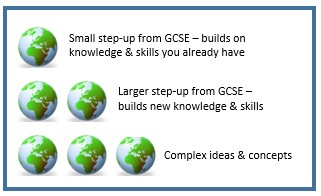 Small step-up from GCSE – builds on
knowledge & skills you already have
Larger step-up from GCSE –
builds new knowledge & skills
Complex ideas & concepts